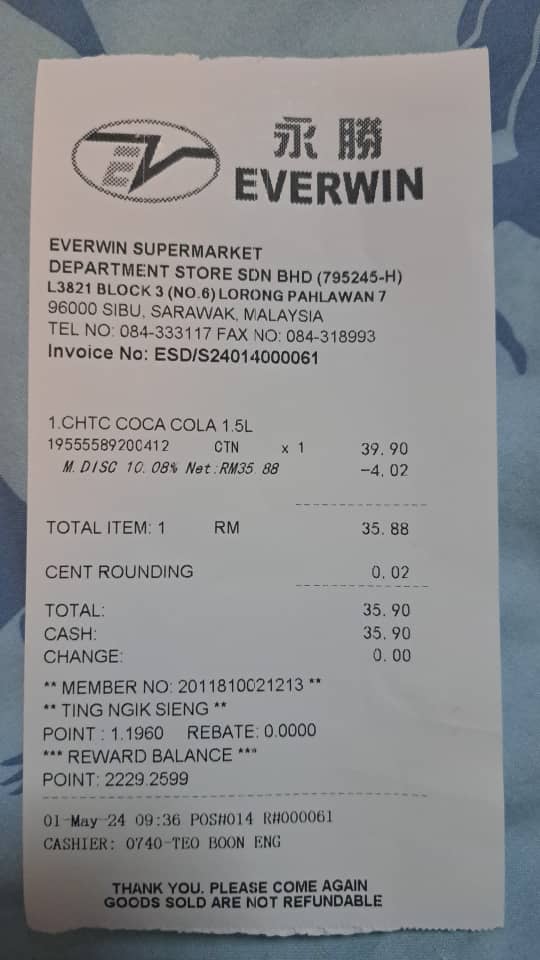 永勝
EVERWIN
EVERWIN SUPERMARKET
DEPARTMENT STORE SDN BHD (795245-H)
L3821 BLOCK 3 (NO.6) LORONG PAHLAWAN 7
96000 SIBU, SARAWAK, MALAYSIA
TEL NO: 084-333117 FAX NO: 084-318993
Invoice No: ESD/S24014000061
1.CHTC COCA COLA 1.5L
19555589200412 CTN x 1 39.90
M.DISC 10.08% Net:RM35.88 -4.02
TOTAL ITEM: 1 RM 35.88
CENT ROUNDING 0.02
TOTAL: 35.90
CASH: 35.90
CHANGE: 0.00
** MEMBER NO: 2011810021213 **
** TING NGIK SIENG **
POINT : 1.1960 REBATE: 0.0000
*** REWARD BALANCE ***
POINT: 2229.2599
01-May-24 09:36 POS#014 R#000061
CASHIER: 0740-TEO BOON ENG
THANK YOU. PLEASE COME AGAIN
GOODS SOLD ARE NOT REFUNDABLE